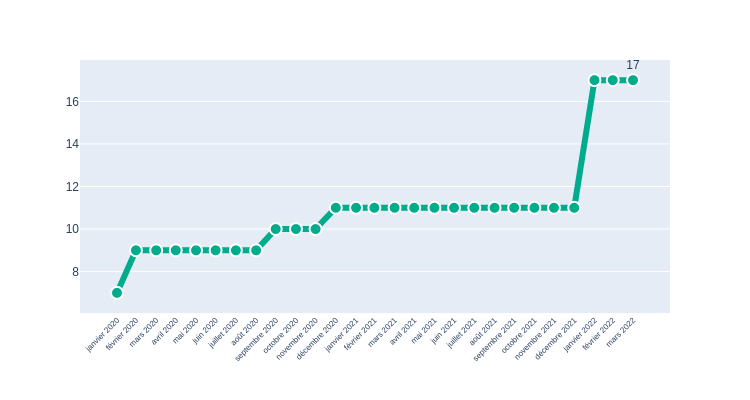 17
16
14
12
10
8
janvier 2020
février 2020
mars 2020
avril 2020
mai 2020
juin 2020
juillet 2020
août 2020
septembre 2020
octobre 2020
novembre 2020
décembre 2020
janvier 2021
février 2021
mars 2021
avril 2021
mai 2021
juin 2021
juillet 2021
août 2021
septembre 2021
octobre 2021
novembre 2021
décembre 2021
janvier 2022
février 2022
mars 2022